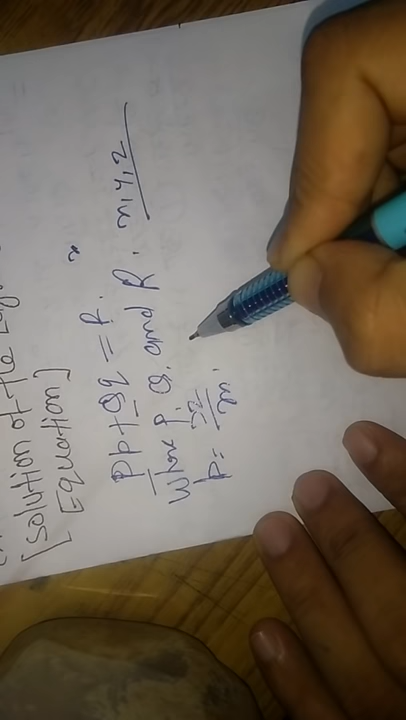 [Solution of the
Equation]
Pp + Qq = R.
Where P, Q, and R, x, y, z
p = ∂z
∂x.